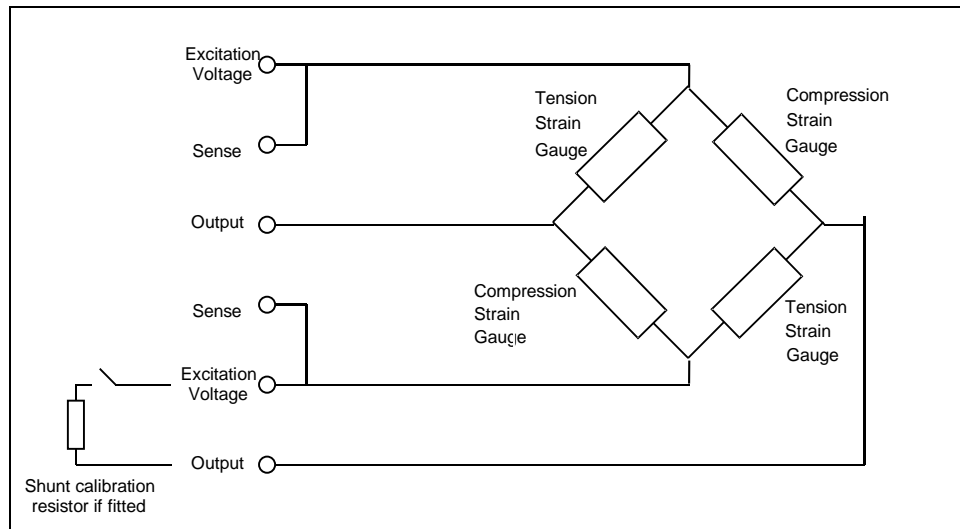 Excitation
Voltage
Sense
Output
Sense
Excitation
Voltage
Output
Shunt calibration
resistor if fitted
Tension
Strain
Gauge
Compression
Strain
Gauge
Compression
Strain
Gauge
Tension
Strain
Gauge